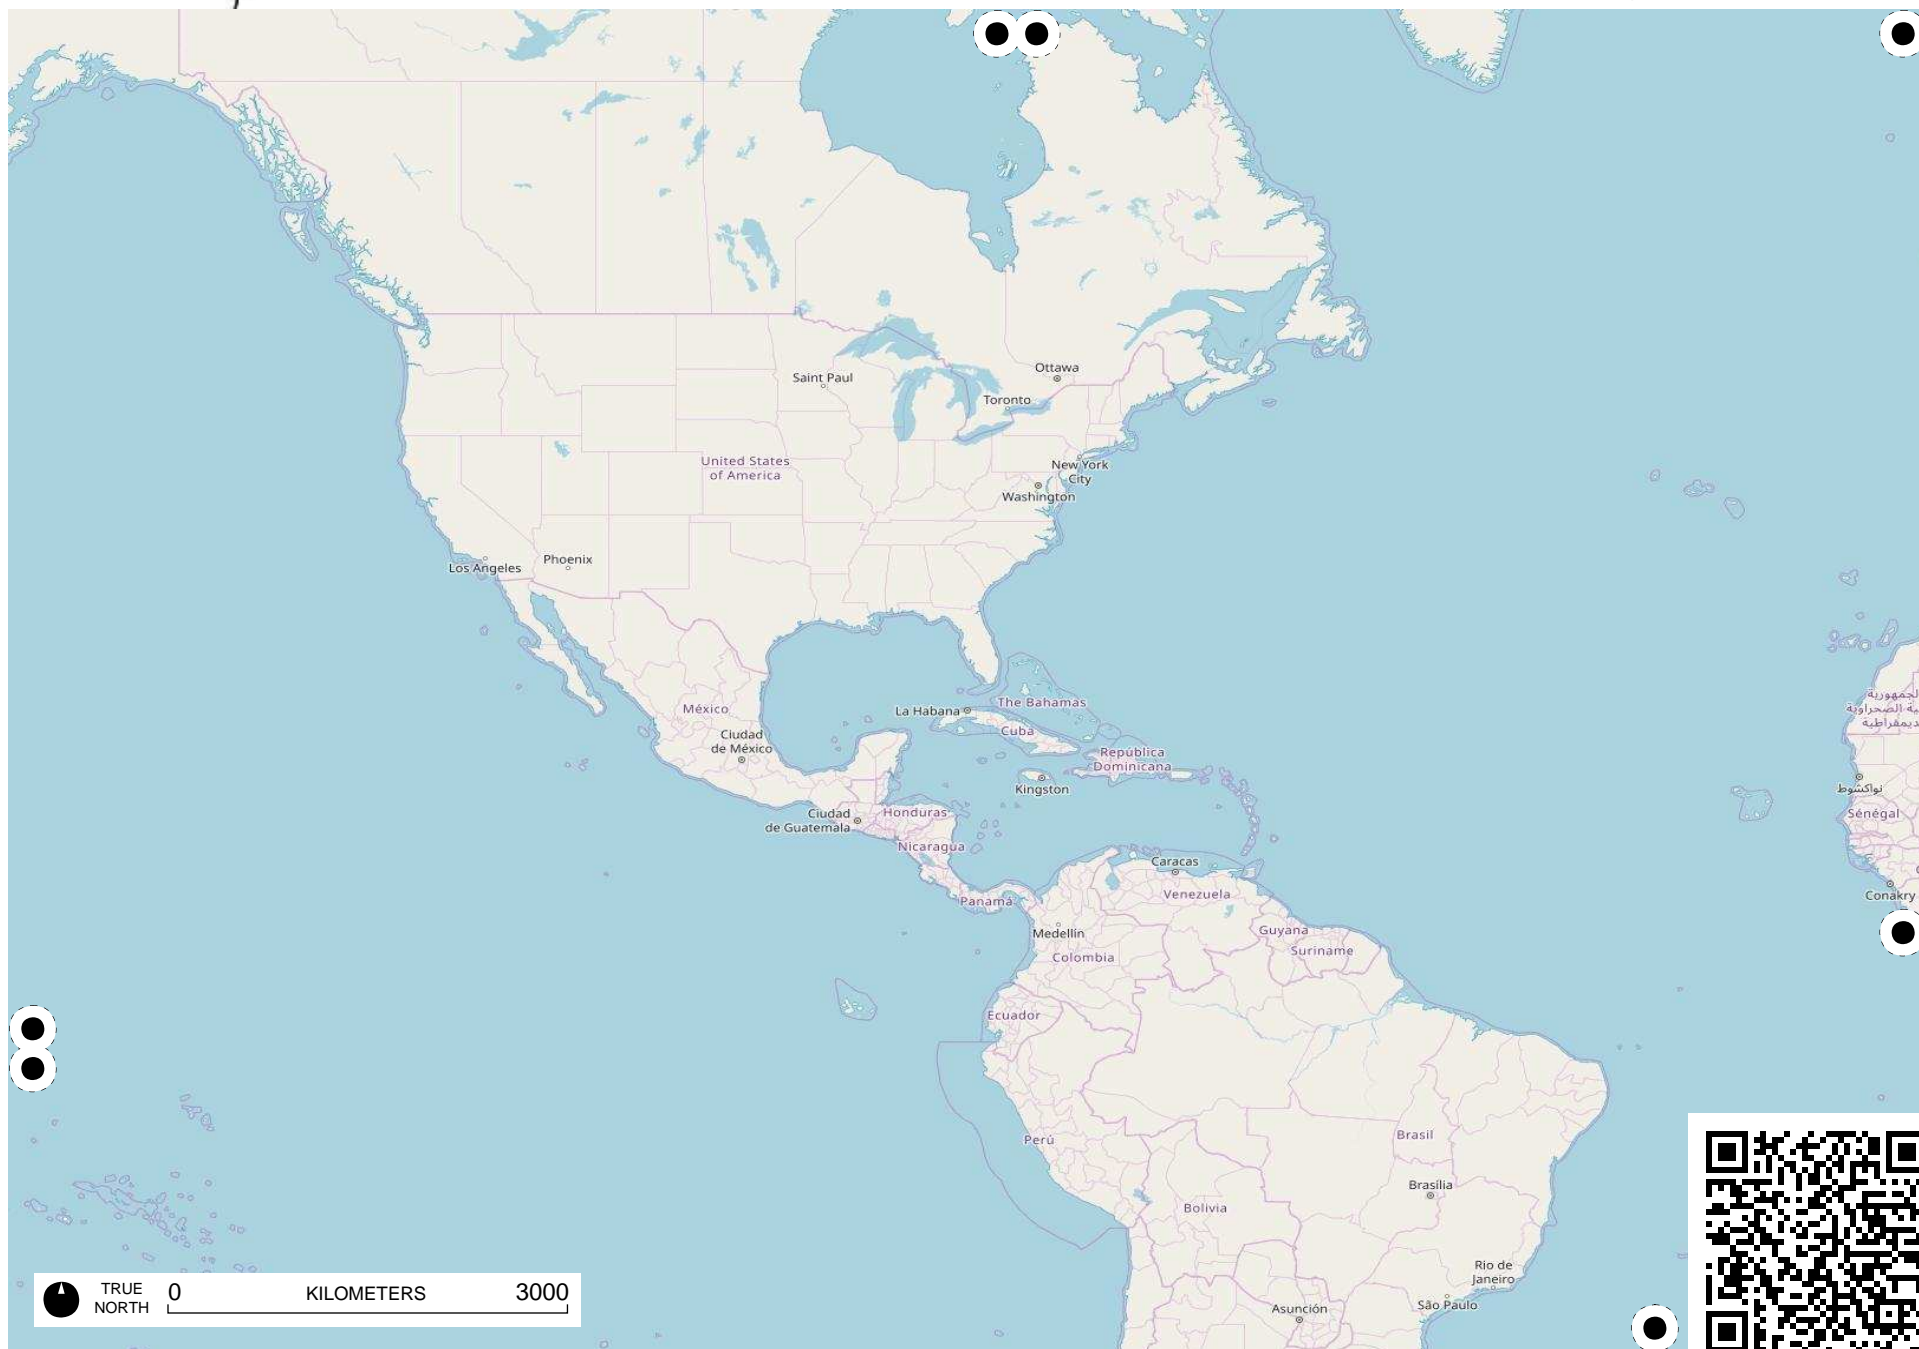 Saint Paul
Ottawa
Toronto
United States
of America
New York
City
Washington
Los Angeles
Phoenix
México
Ciudad
de México
La Habana
The Bahamas
Cuba
República
Dominicana
Kingston
Ciudad
de Guatemala
Honduras
Nicaragua
Panamá
Caracas
Venezuela
Medellín
Colombia
Guyana
Suriname
Ecuador
نواكشوط
Sénégal
Conakry
Perú
Brasil
Brasília
Bolivia
Rio de
Janeiro
São Paulo
Asunción
TRUE
NORTH
0 KILOMETERS 3000